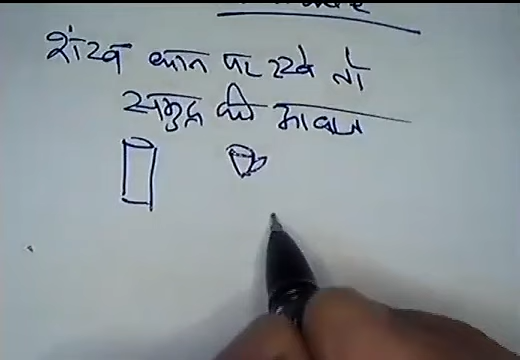 शंख कान पर रखे तो
समुद्र की आवाज